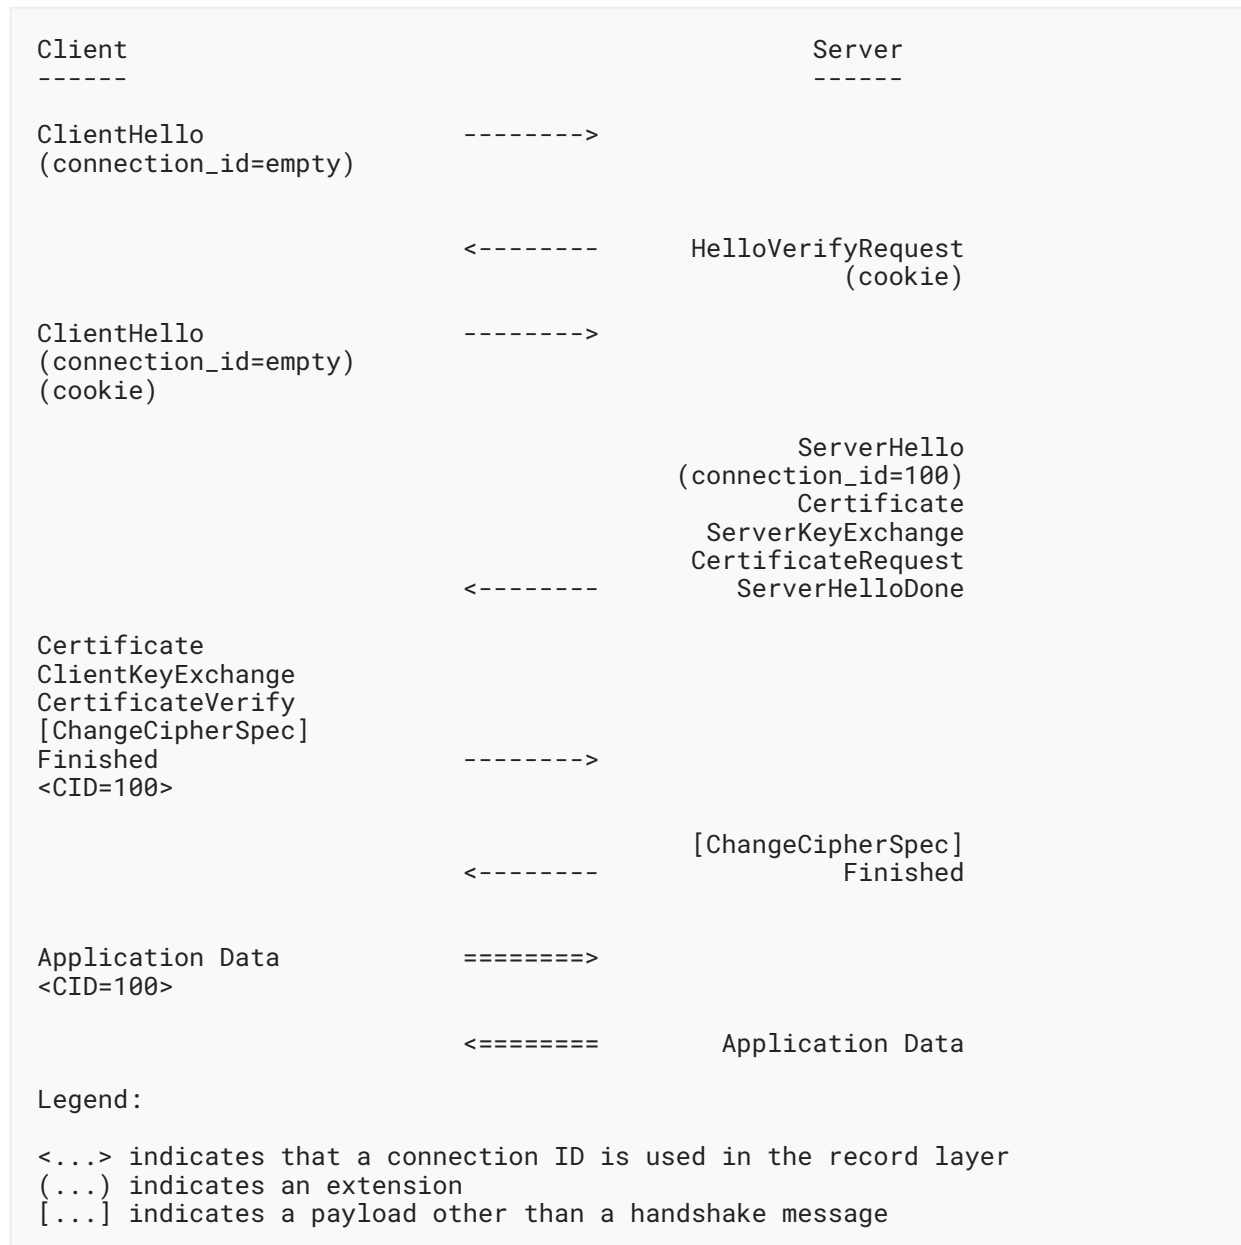 Client                                             Server
------                                             ------

ClientHello                 -------->
(connection_id=empty)


                            <--------      HelloVerifyRequest
                                                     (cookie)

ClientHello                 -------->
(connection_id=empty)
(cookie)

                                                  ServerHello
                                          (connection_id=100)
                                                  Certificate
                                            ServerKeyExchange
                                           CertificateRequest
                            <--------         ServerHelloDone

Certificate
ClientKeyExchange
CertificateVerify
[ChangeCipherSpec]
Finished                    -------->
<CID=100>

                                           [ChangeCipherSpec]
                            <--------                Finished


Application Data            ========>
<CID=100>

                            <========        Application Data

Legend:

<...> indicates that a connection ID is used in the record layer
(...) indicates an extension
[...] indicates a payload other than a handshake message